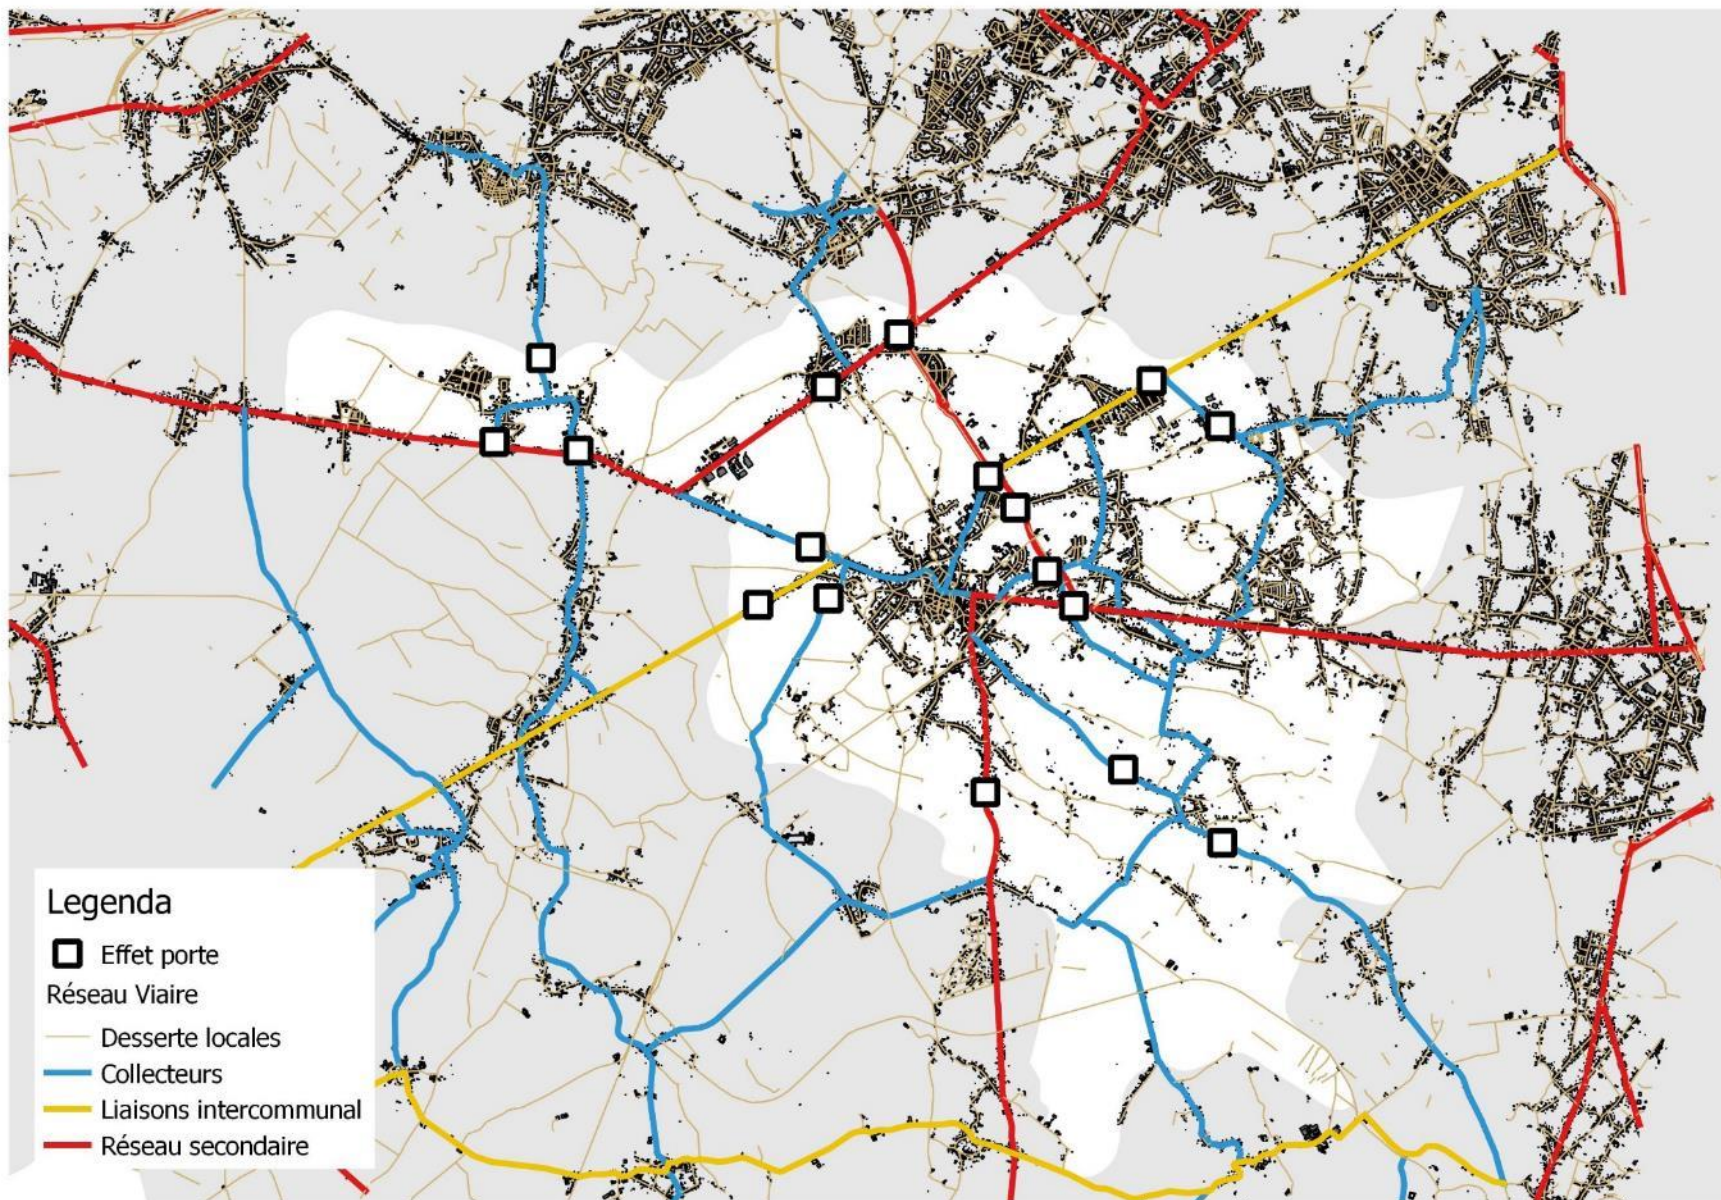 Legenda
Effet porte
Réseau Viaire
Desserte locales
Collecteurs
Liaisons intercommunal
Réseau secondaire